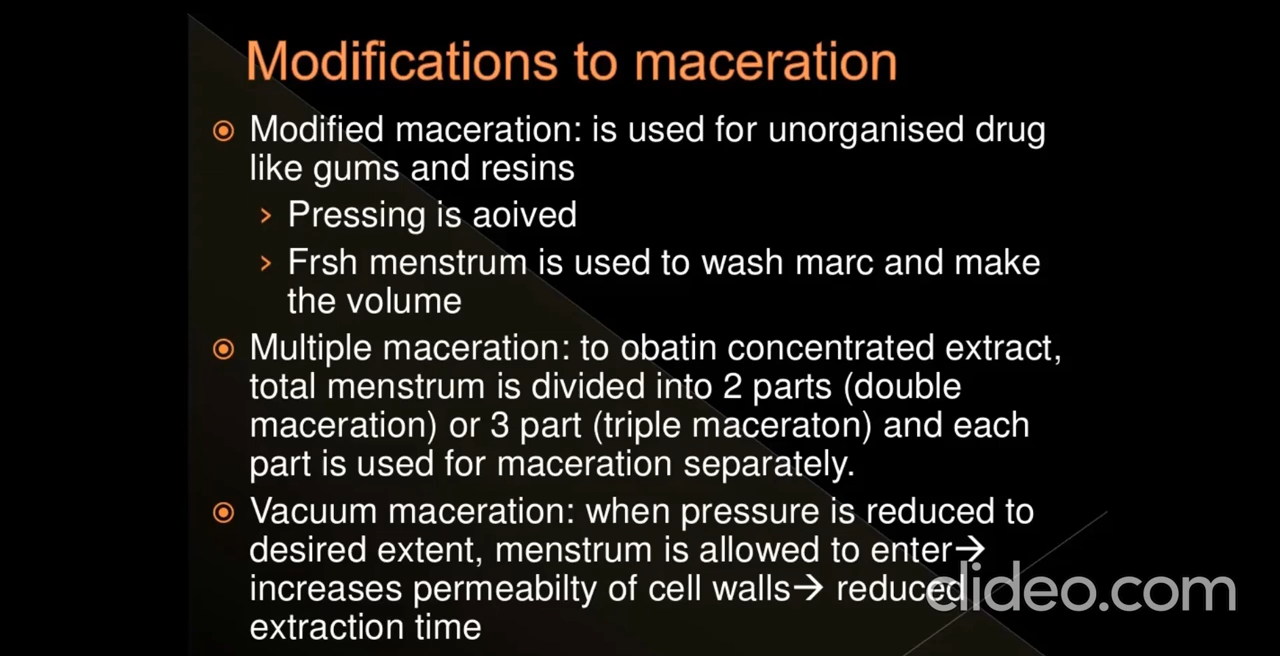 Modifications to maceration
Modified maceration: is used for unorganised drug
like gums and resins
Pressing is aoived
Frsh menstrum is used to wash marc and make
the volume
Multiple maceration: to obatin concentrated extract,
total menstrum is divided into 2 parts (double
maceration) or 3 part (triple maceraton) and each
part is used for maceration separately.
Vacuum maceration: when pressure is reduced to
desired extent, menstrum is allowed to enter→
increases permeabilty of cell walls→ reduced
extraction time
clideo.com